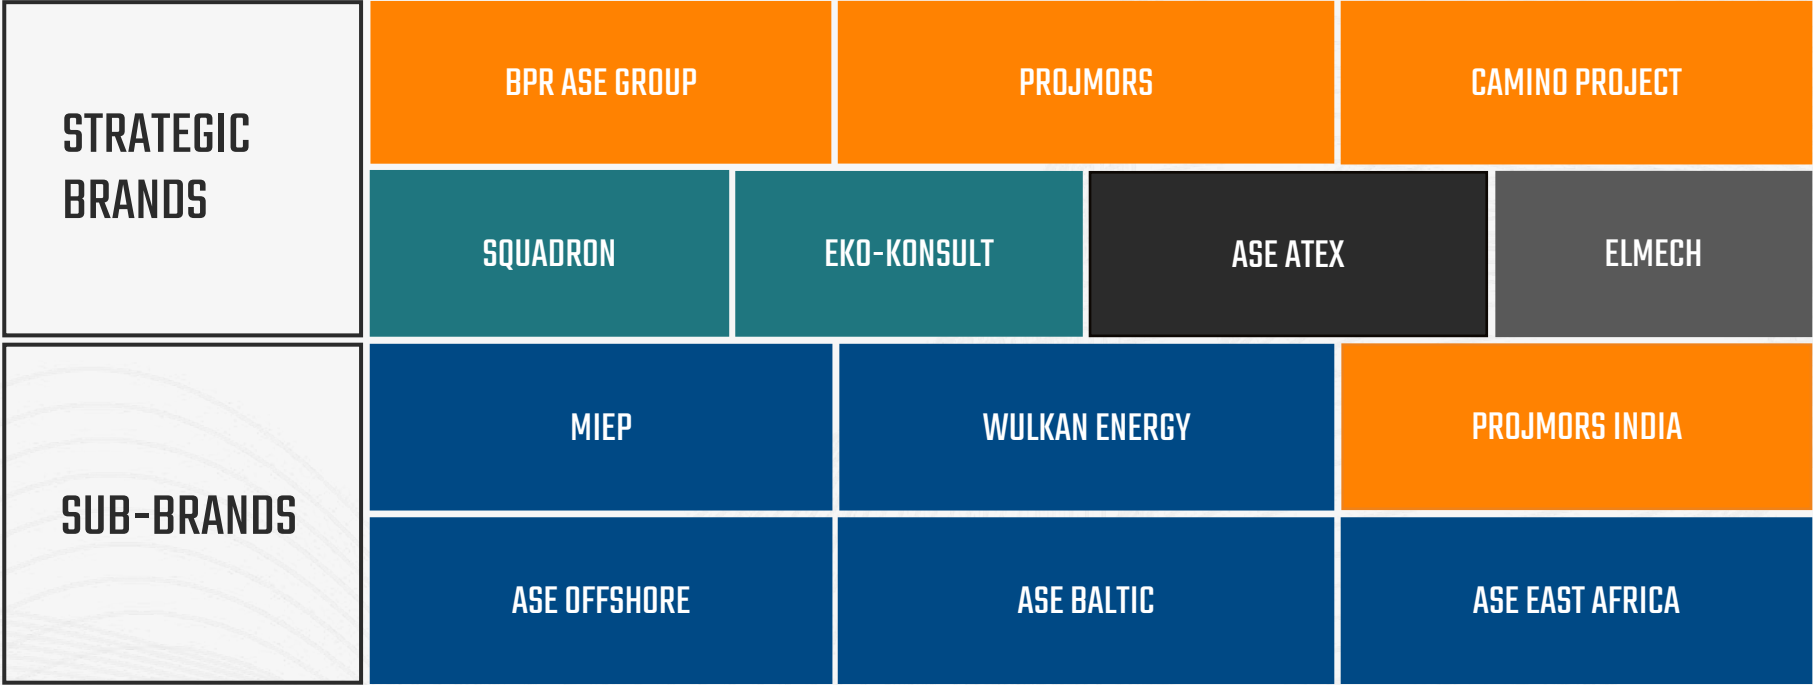 STRATEGIC
BRANDS
BPR ASE GROUP
PROJMORS
CAMINO PROJECT
SQUADRON
EKO-KONSULT
ASE ATEX
ELMECH
SUB-BRANDS
MIEP
WULKAN ENERGY
PROJMORS INDIA
ASE OFFSHORE
ASE BALTIC
ASE EAST AFRICA